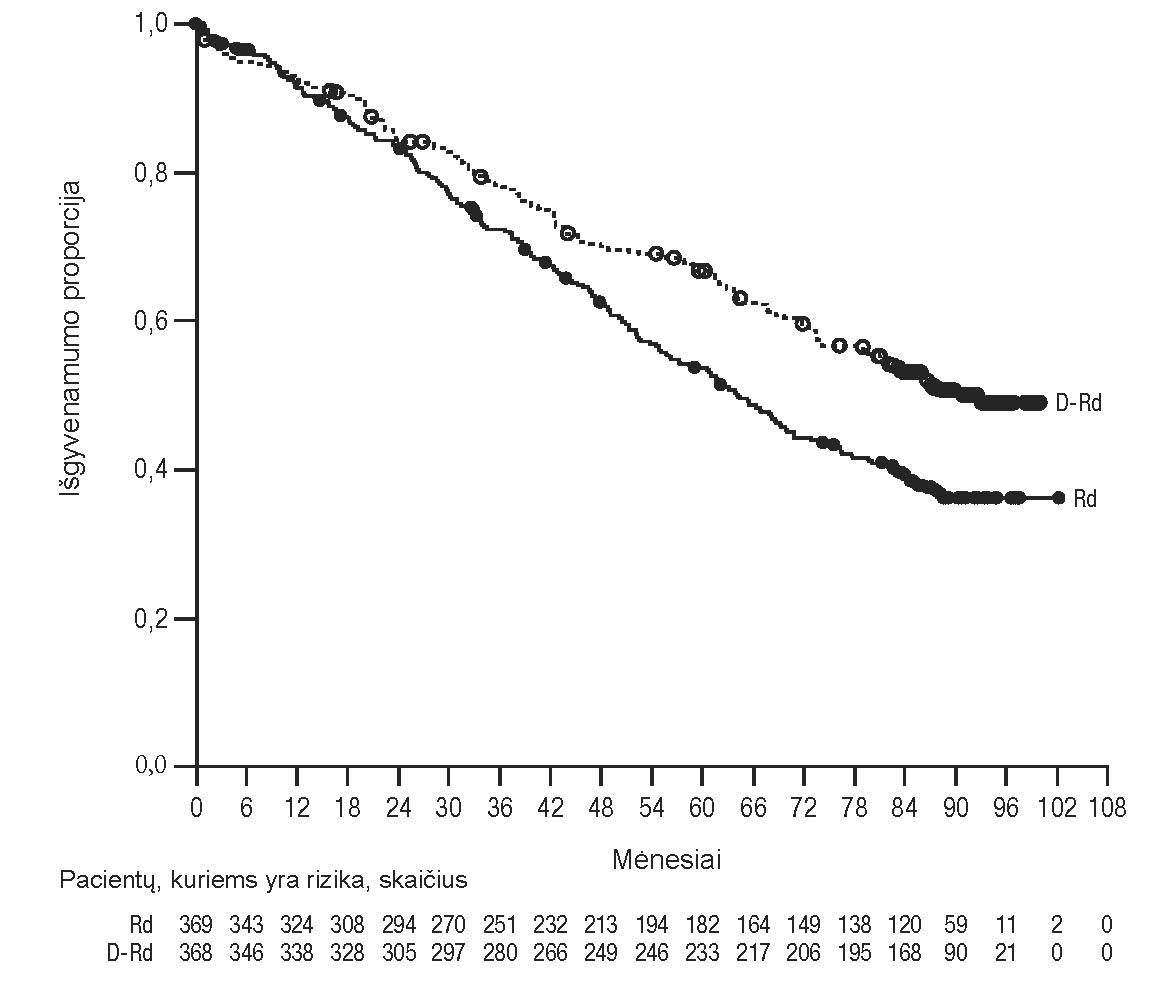 1,0
0,8
0,6
0,4
0,2
0,0
Išgyvenamumo proporcija
D-Rd
Rd
0 6 12 18 24 30 36 42 48 54 60 66 72 78 84 90 96 102 108
Mėnesiai
Pacientų, kuriems yra rizika, skaičius
Rd 369 343 324 308 294 270 251 232 213 194 182 164 149 138 120 59 11 2 0
D-Rd 368 346 338 328 305 297 280 266 249 246 233 217 206 195 168 90 21 0 0